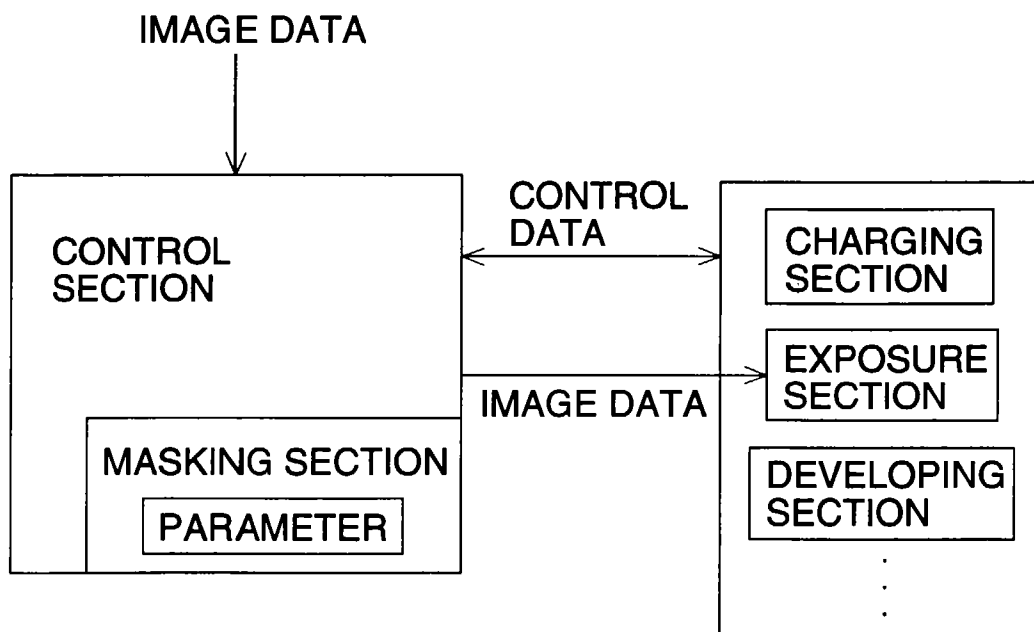 IMAGE DATA
CONTROL
SECTION
MASKING SECTION
PARAMETER
CONTROL
DATA
IMAGE DATA
CHARGING
SECTION
EXPOSURE
SECTION
DEVELOPING
SECTION